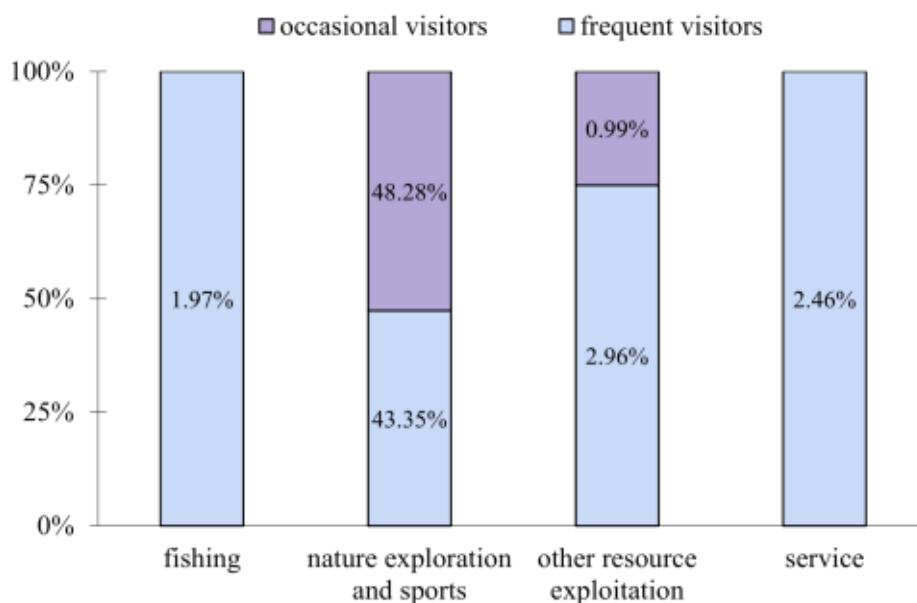 occasional visitors frequent visitors
100%
75%
50%
25%
0%
1.97%
48.28%
43.35%
0.99%
2.96%
2.46%
fishing
nature exploration
and sports
other resource
exploitation
service